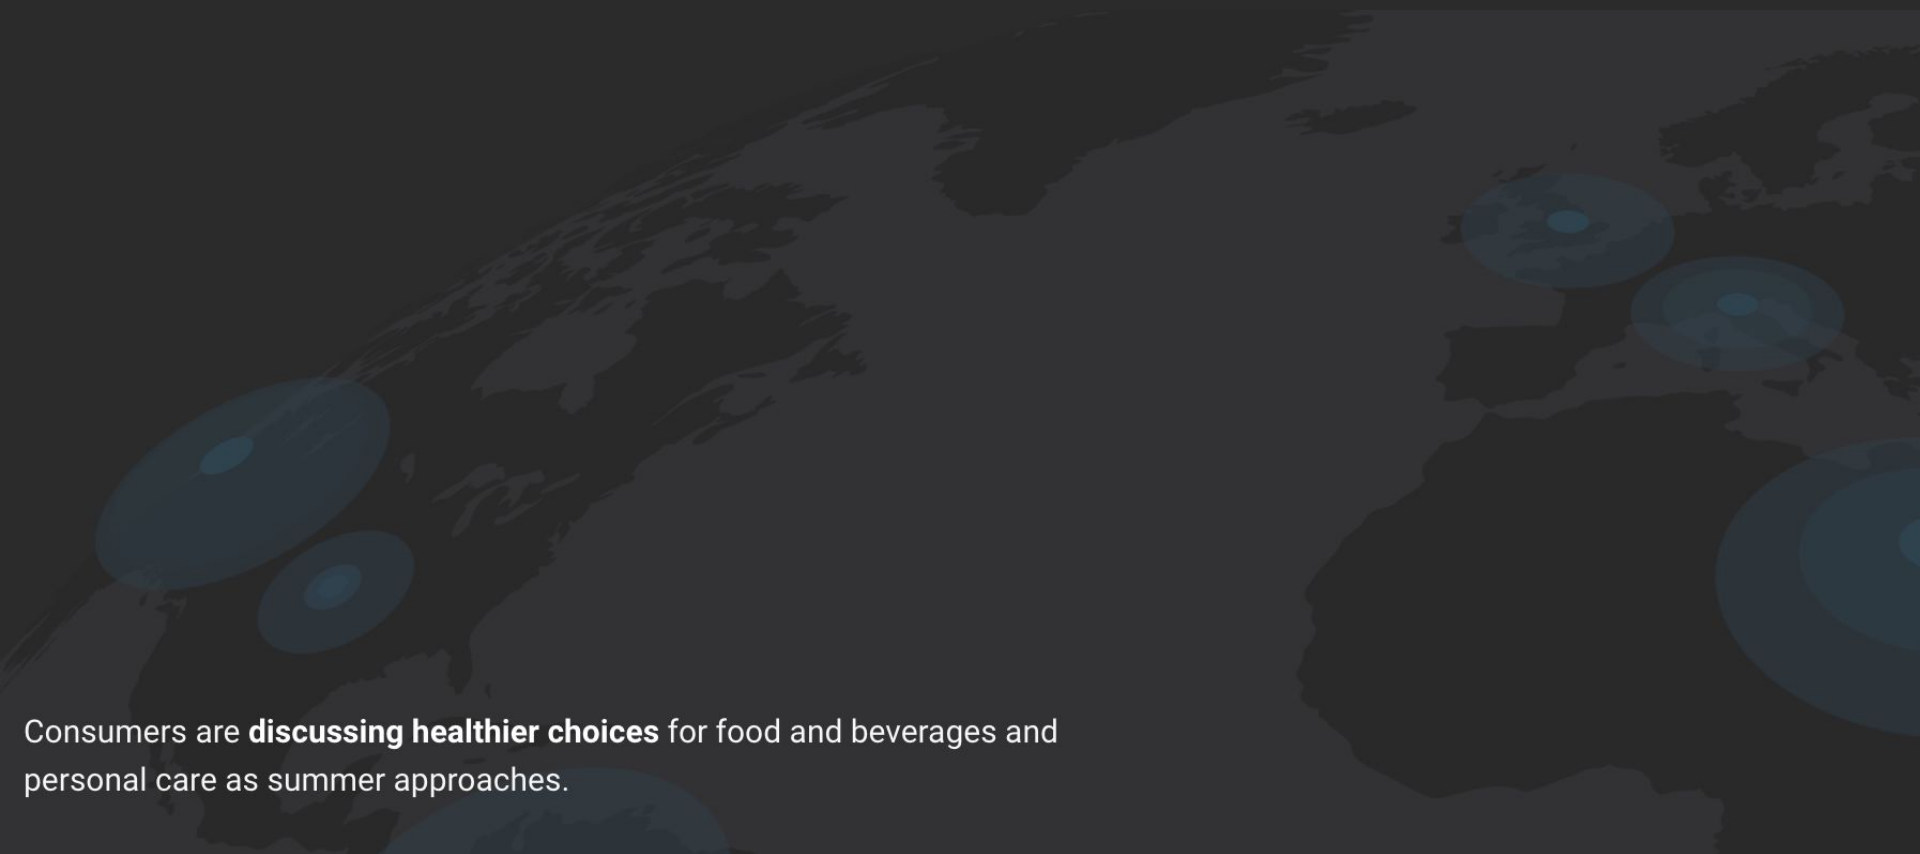 Consumers are discussing healthier choices for food and beverages and
personal care as summer approaches.